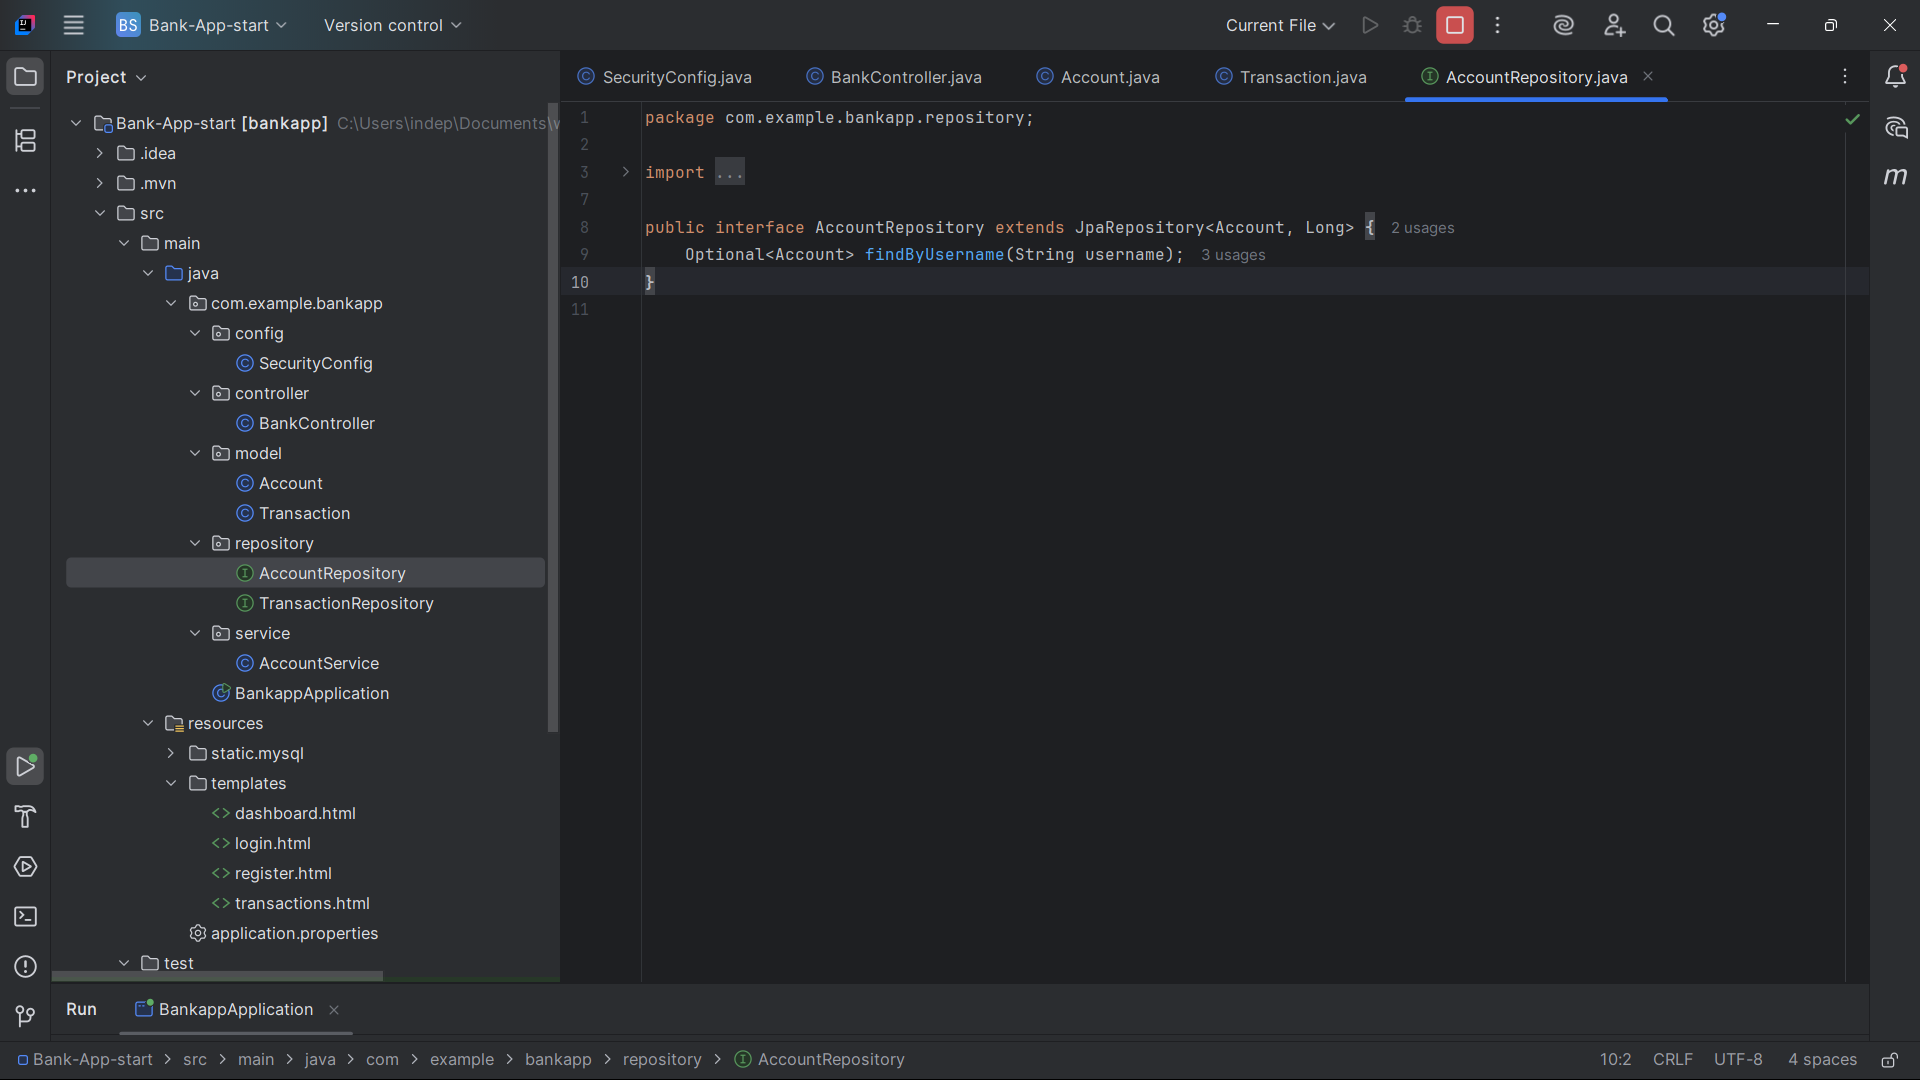 BS Bank-App-start Version control Current File
Project
SecurityConfig.java BankController.java Account.java Transaction.java AccountRepository.java
Bank-App-start [bankapp] C:\Users\indep\Documents\
.idea
.mvn
src
main
java
com.example.bankapp
config
SecurityConfig
controller
BankController
model
Account
Transaction
repository
AccountRepository
TransactionRepository
service
AccountService
BankappApplication
resources
static.mysql
templates
dashboard.html
login.html
register.html
transactions.html
application.properties
test
1 package com.example.bankapp.repository;
2
3 import ...
7
8 public interface AccountRepository extends JpaRepository<Account, Long> { 2 usages
9 Optional<Account> findByUsername(String username); 3 usages
10 }
11
m
Run BankappApplication
Bank-App-start > src > main > java > com > example > bankapp > repository > AccountRepository 10:2 CRLF UTF-8 4 spaces